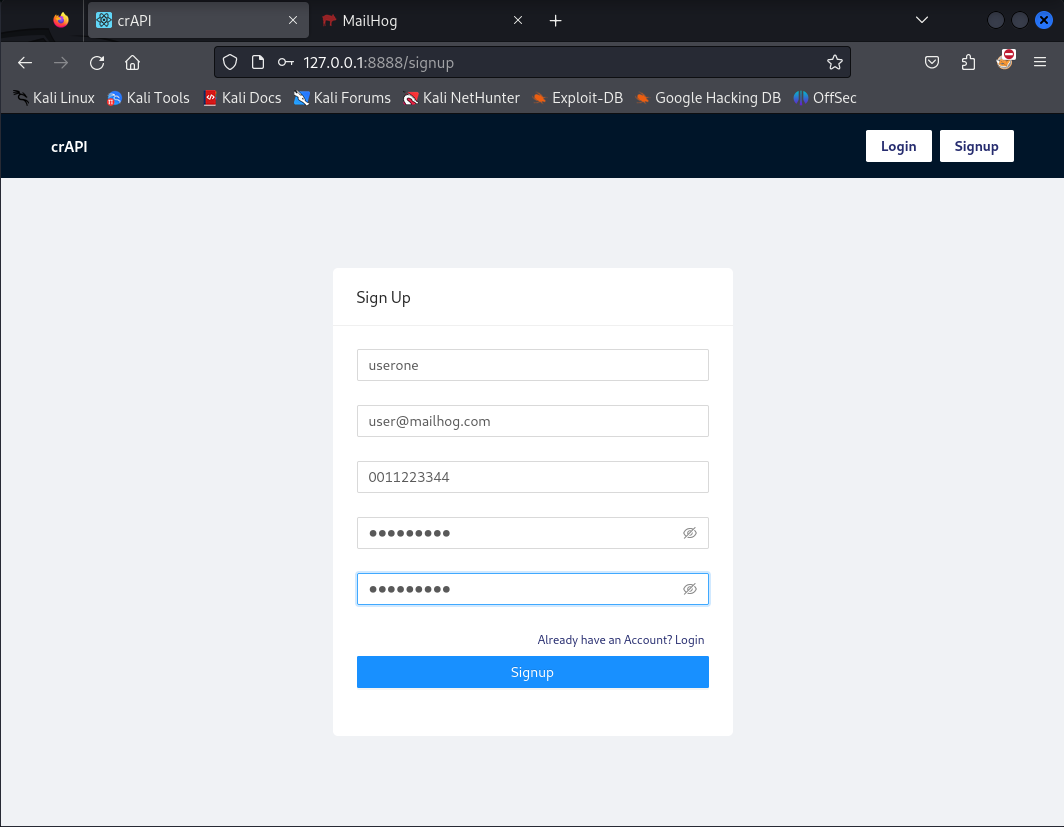 crAPI MailHog
127.0.0.1:8888/signup
Kali Linux Kali Tools Kali Docs Kali Forums Kali NetHunter Exploit-DB Google Hacking DB OffSec
crAPI Login Signup
Sign Up
userone
user@mailhog.com
0011223344
●●●●●●●●●
●●●●●●●●●
Already have an Account? Login
Signup